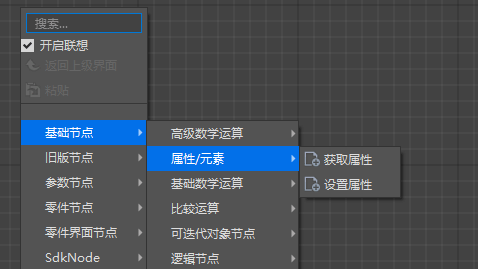 搜索...
开启联想
返回上级界面
粘贴
基础节点
旧版节点
参数节点
零件节点
零件界面节点
SdkNode
高级数学运算
属性/元素
基础数学运算
比较运算
可迭代对象节点
逻辑节点
获取属性
设置属性